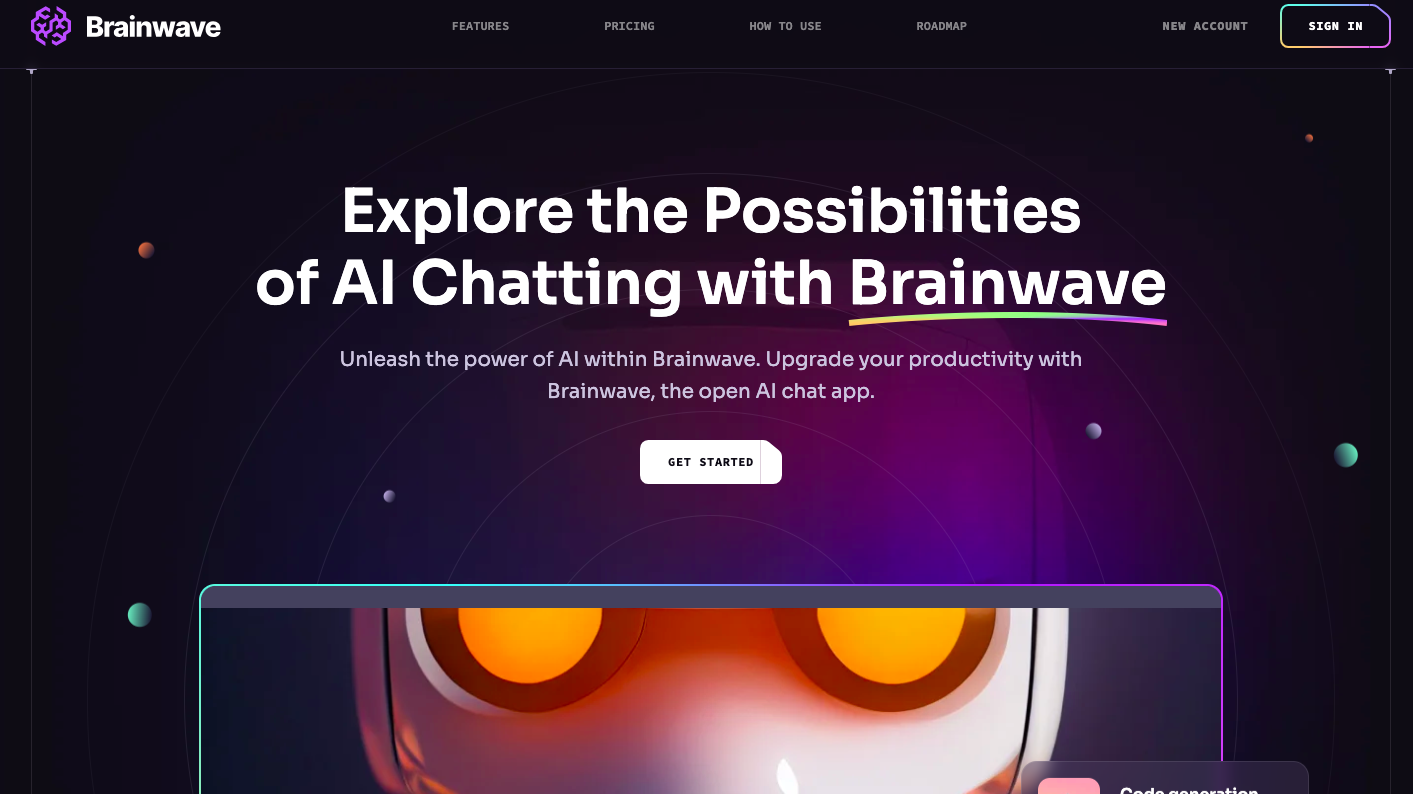 Brainwave
FEATURES
PRICING
HOW TO USE
ROADMAP
NEW ACCOUNT
SIGN IN
Explore the Possibilities
of AI Chatting with Brainwave
Unleash the power of AI within Brainwave. Upgrade your productivity with
Brainwave, the open AI chat app.
GET STARTED
Code generation